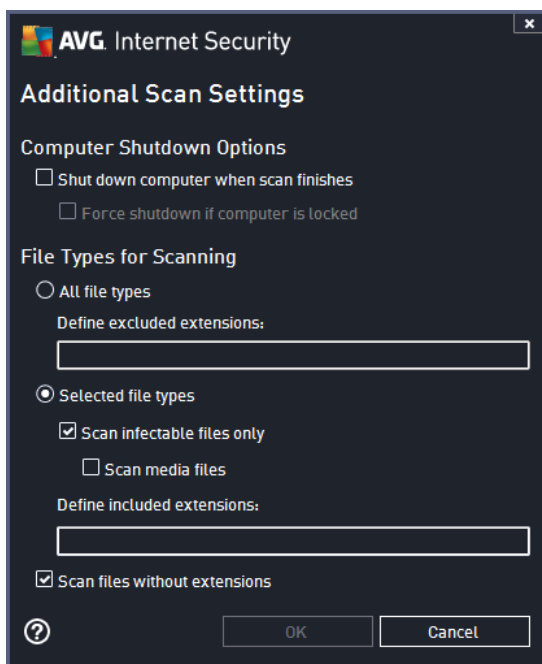 x
AVG. Internet Security
Additional Scan Settings
Computer Shutdown Options
Shut down computer when scan finishes
Force shutdown if computer is locked
File Types for Scanning
All file types
Define excluded extensions:
Selected file types
Scan infectable files only
Scan media files
Define included extensions:
Scan files without extensions
? OK Cancel